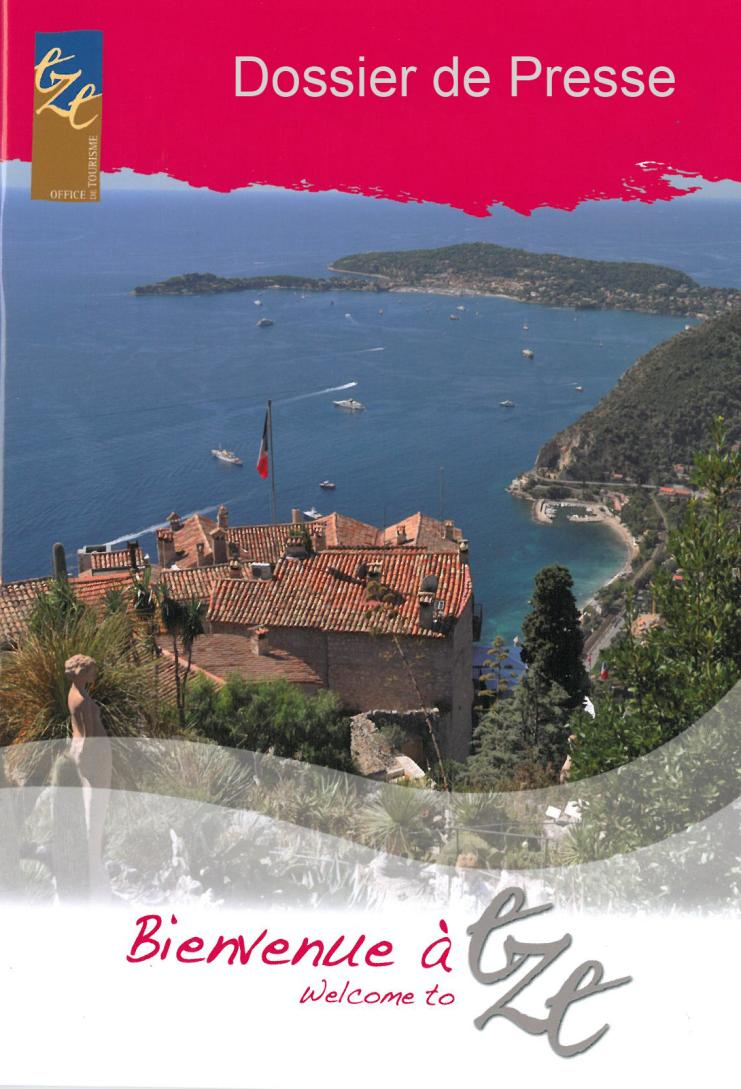 eze
Dossier de Presse
OFFICE DE TOURISME
Bienvenue à eze
Welcome to